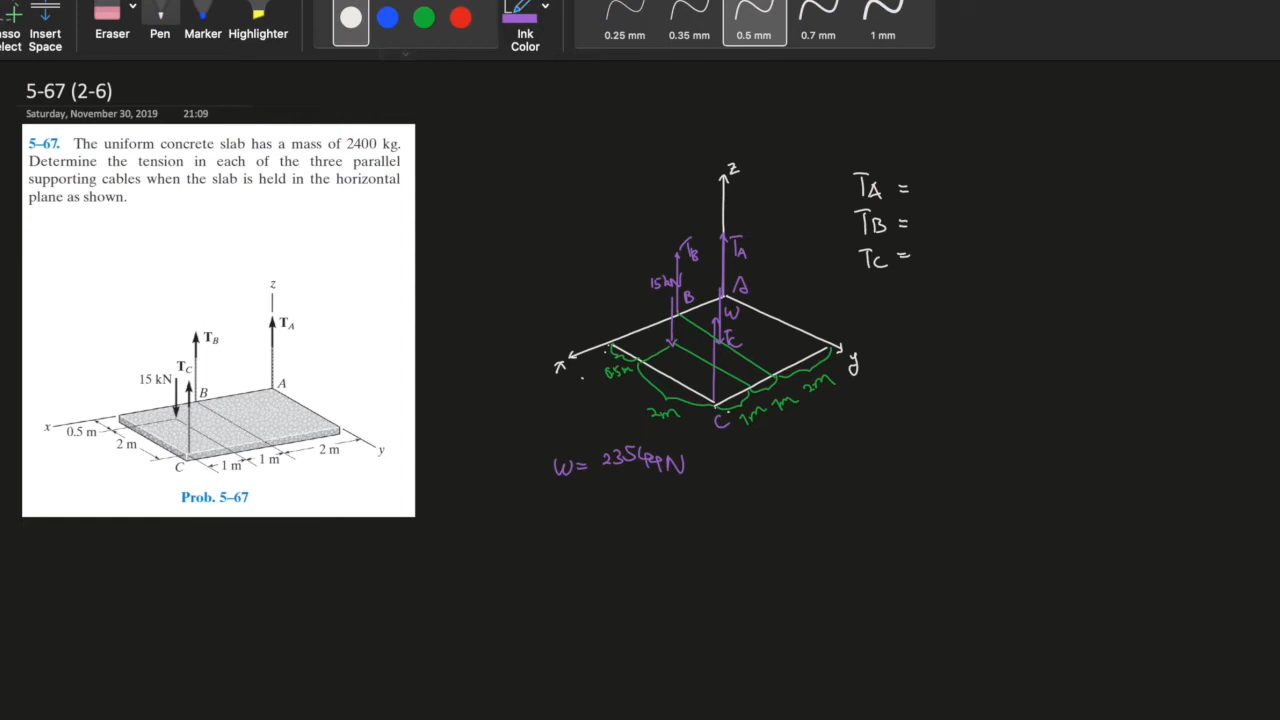 asso
elect
Insert
Space
Eraser
Pen
Marker
Highlighter
Ink
Color
0.25 mm
0.35 mm
0.5 mm
0.7 mm
1 mm
5-67 (2-6)
Saturday, November 30, 2019 21:09
5–67. The uniform concrete slab has a mass of 2400 kg.
Determine the tension in each of the three parallel
supporting cables when the slab is held in the horizontal
plane as shown.
z
T_A
T_B
T_C
15 kN
B
A
x
0.5 m
2 m
C
1 m
1 m
2 m
y
Prob. 5–67
z
T_B
T_A
15 kN
B
A
W
T_C
x
y
0.5m
2m
C
1m
1m
2m
W = 23544N
T_A =
T_B =
T_C =